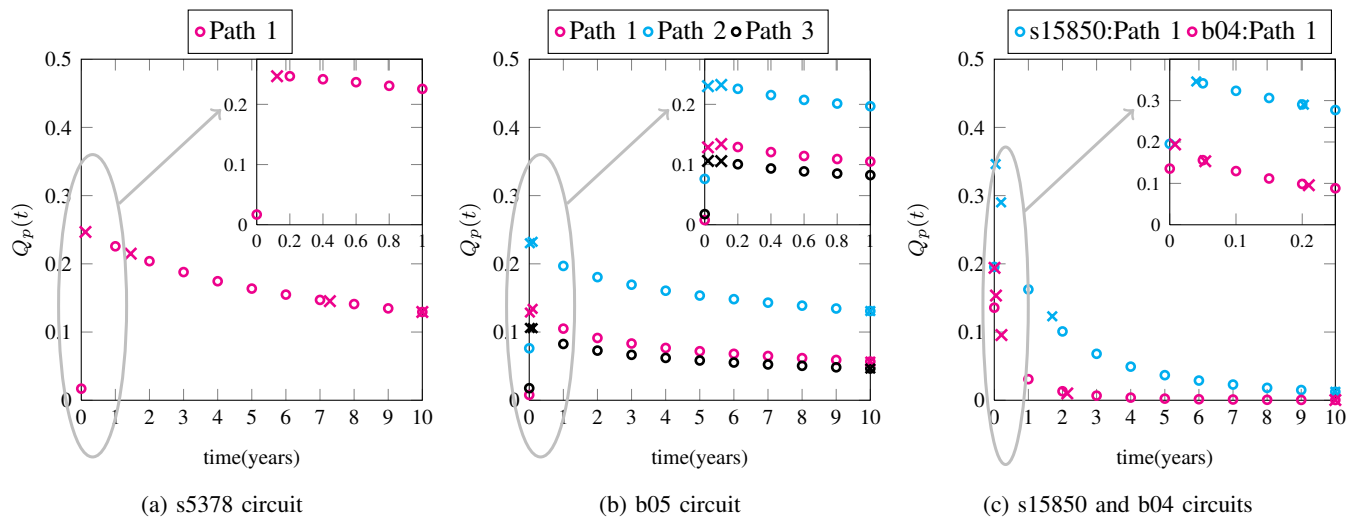 Path 1
0.5
0.4
0.3
0.2
0.1
0
Q_p(t)
0 1 2 3 4 5 6 7 8 9 10
time(years)
0.2
0.1
0
0 0.2 0.4 0.6 0.8 1
(a) s5378 circuit
Path 1 Path 2 Path 3
0.5
0.4
0.3
0.2
0.1
0
Q_p(t)
0 1 2 3 4 5 6 7 8 9 10
time(years)
0.2
0.1
0
0 0.2 0.4 0.6 0.8 1
(b) b05 circuit
s15850:Path 1 b04:Path 1
0.5
0.4
0.3
0.2
0.1
0
Q_p(t)
0 1 2 3 4 5 6 7 8 9 10
time(years)
0.3
0.2
0.1
0
0 0.1 0.2
(c) s15850 and b04 circuits